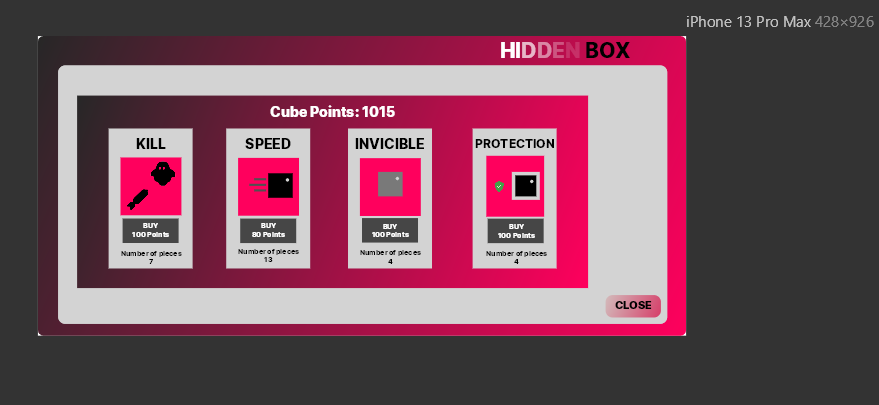 iPhone 13 Pro Max 428×926
HIDDEN BOX
Cube Points: 1015
KILL
BUY
100 Points
Number of pieces
7
SPEED
BUY
80 Points
Number of pieces
13
INVICIBLE
BUY
100 Points
Number of pieces
4
PROTECTION
BUY
100 Points
Number of pieces
4
CLOSE